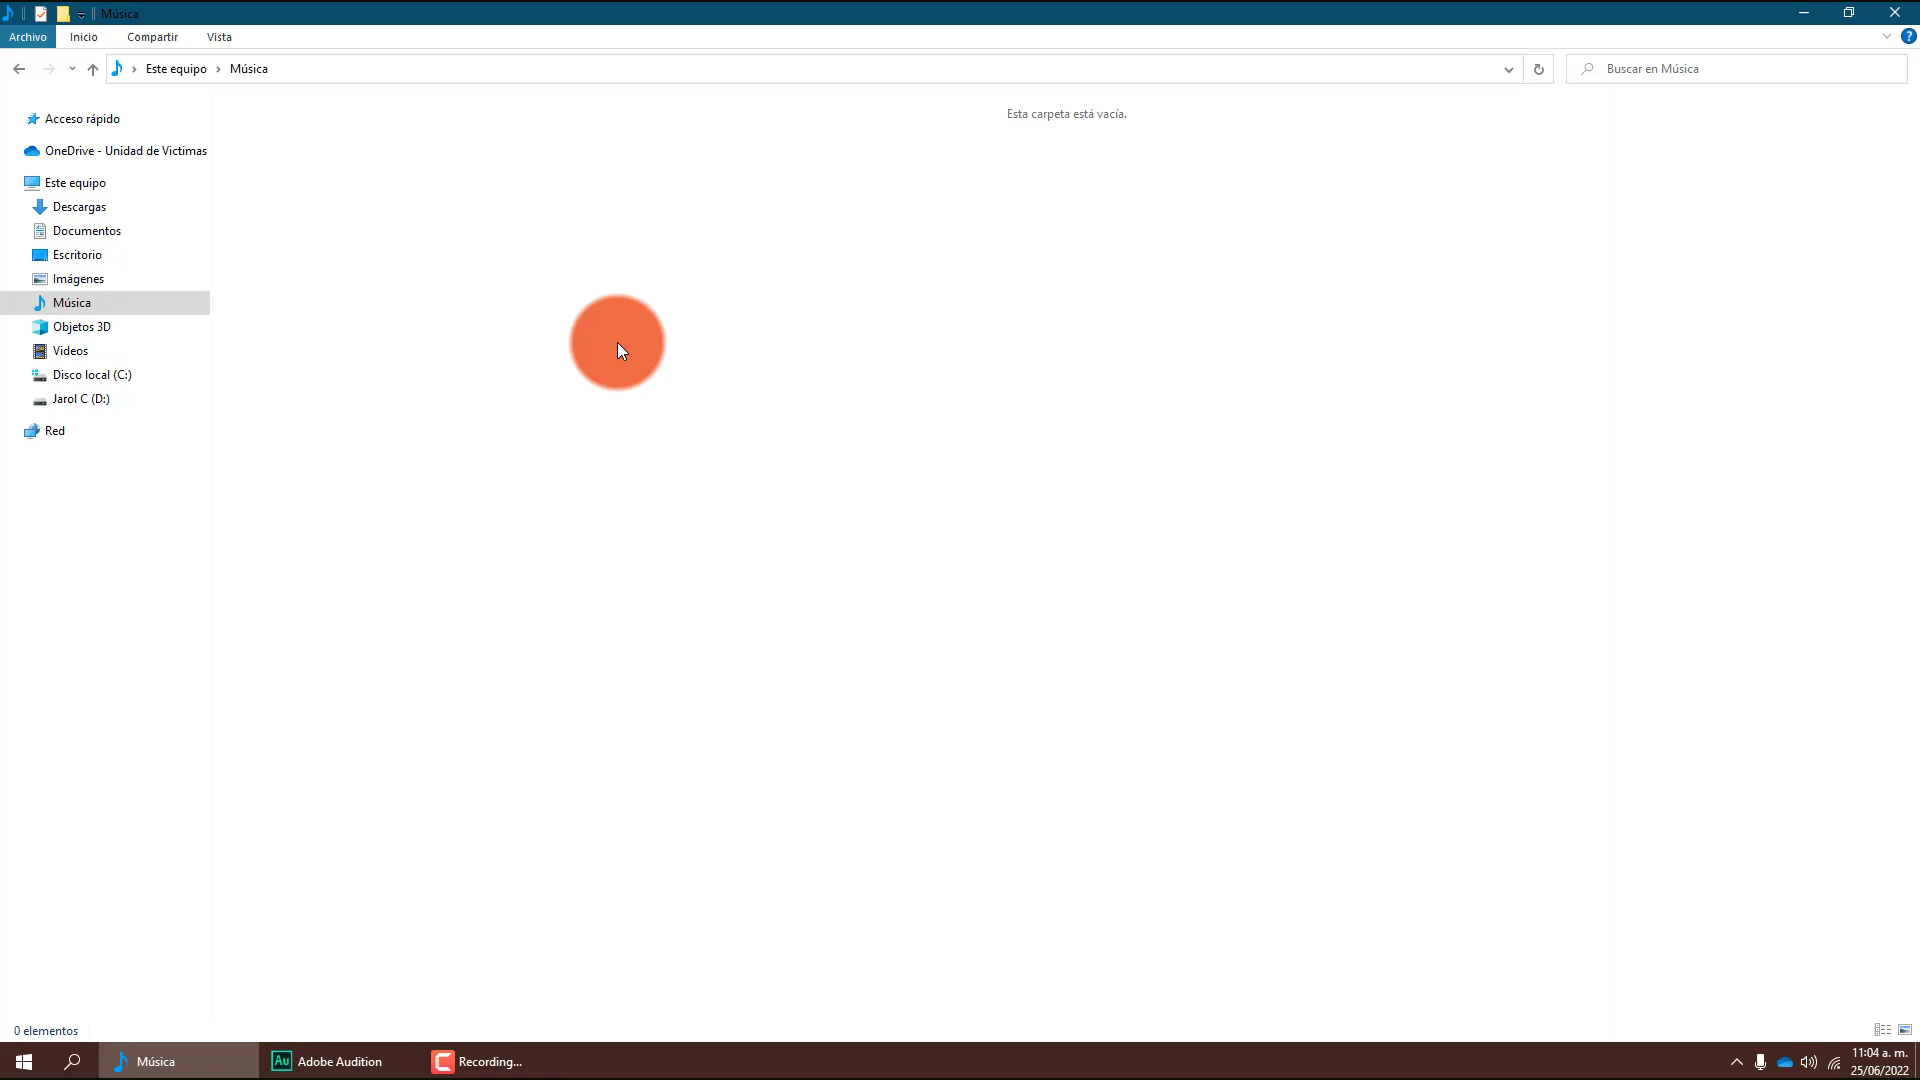 Música
Archivo
Inicio
Compartir
Vista
?
Este equipo
Música
Buscar en Música
Esta carpeta está vacía.
Acceso rápido
OneDrive - Unidad de Victimas
Este equipo
Descargas
Documentos
Escritorio
Imágenes
Música
Objetos 3D
Videos
Disco local (C:)
Jarol C (D:)
Red
0 elementos
Música
Au
Adobe Audition
Recording...
11:04 a. m.
25/06/2022